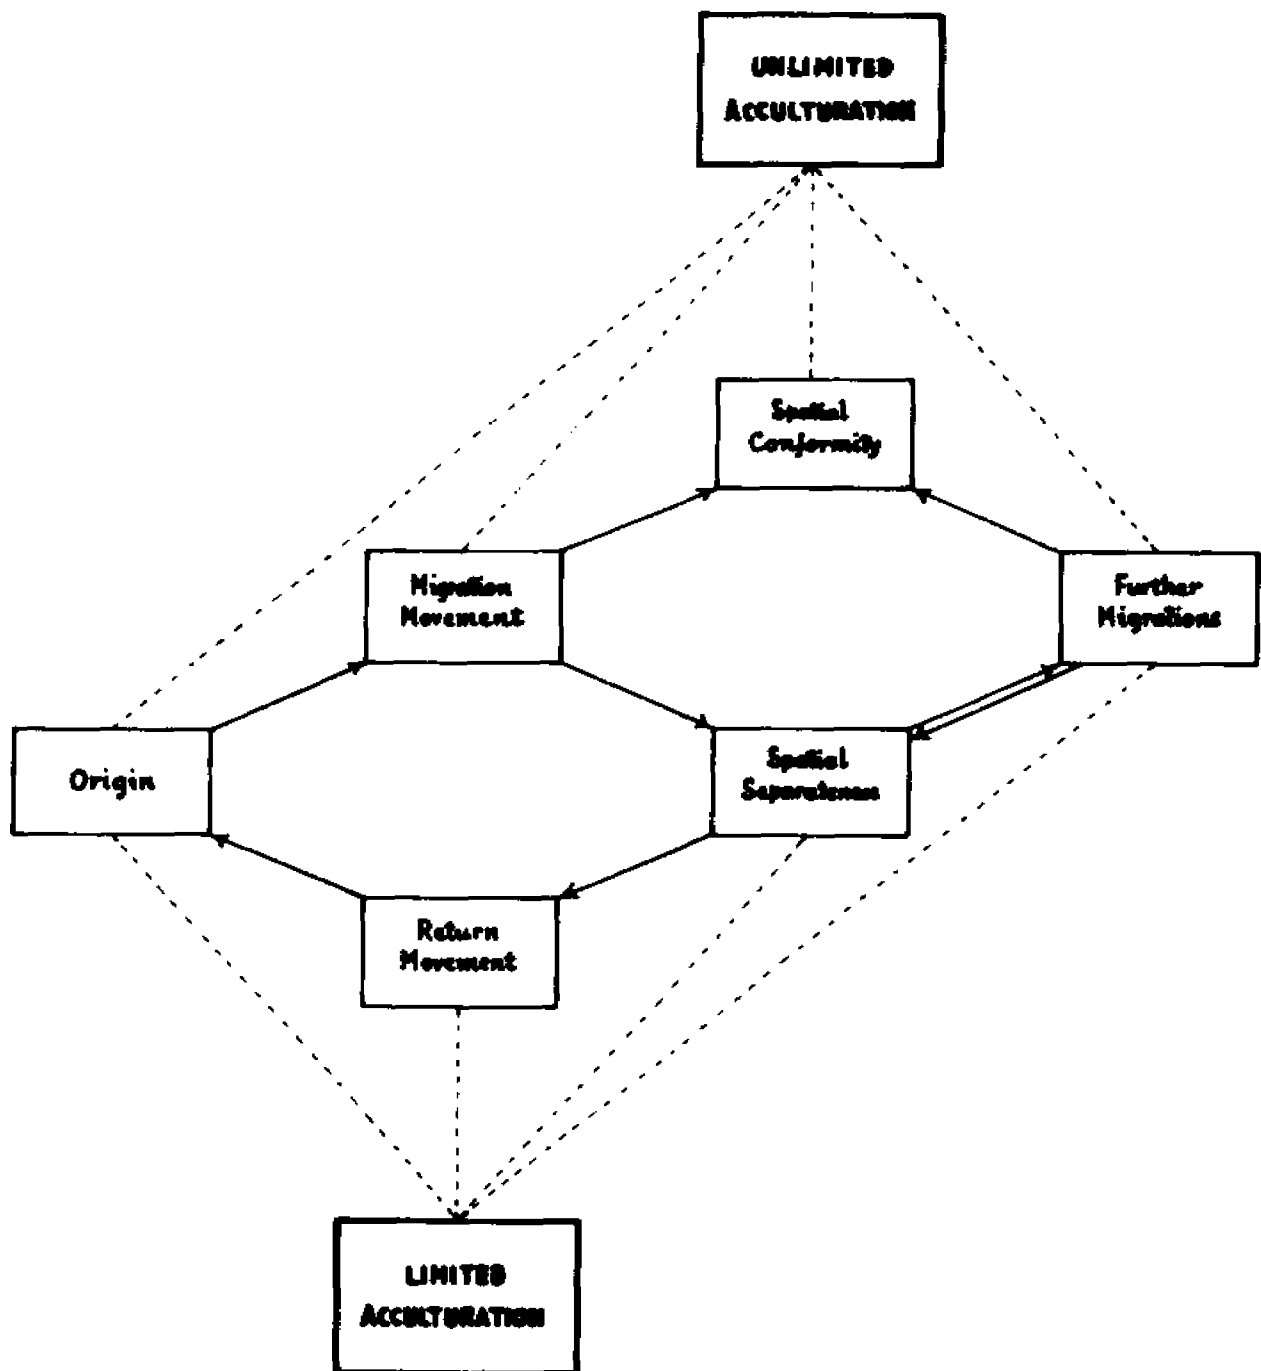 UNLIMITED
ACCULTURATION
Spatial
Conformity
Migration
Movement
Further
Migrations
Origin
Spatial
Separateness
Return
Movement
LIMITED
ACCULTURATION